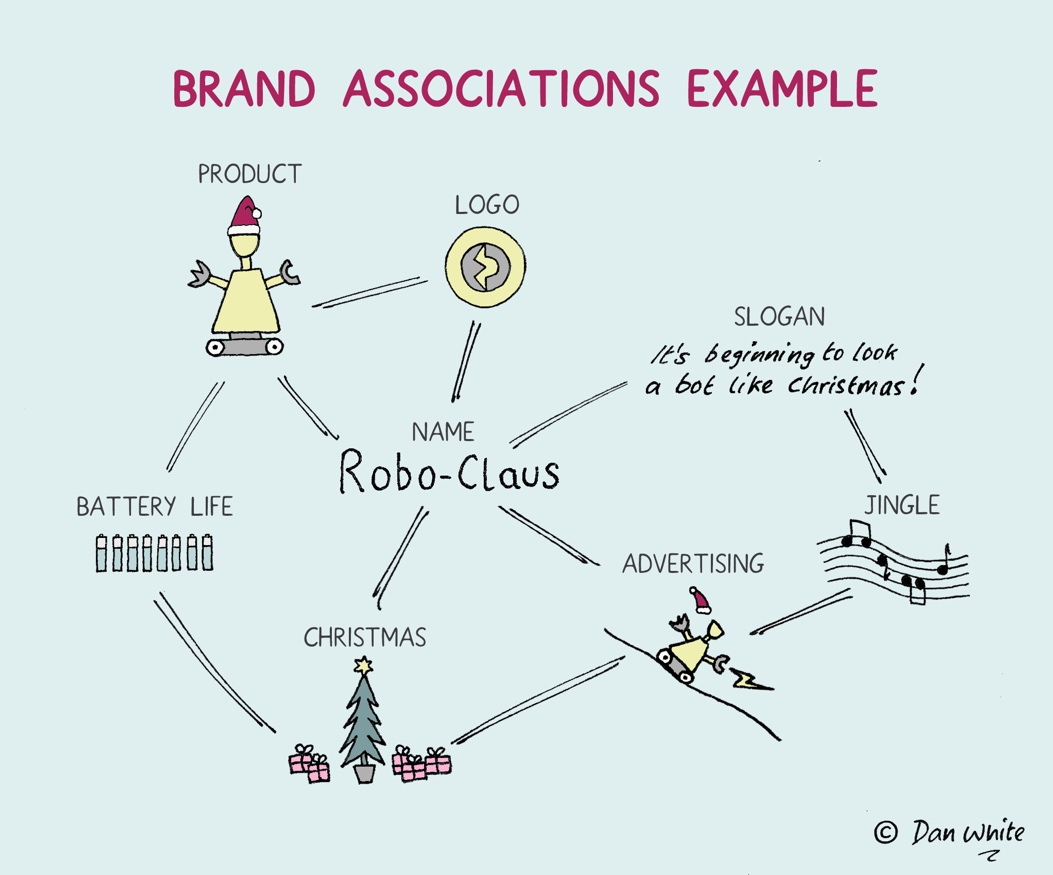 BRAND ASSOCIATIONS EXAMPLE
PRODUCT
LOGO
SLOGAN
It's beginning to look
a bot like Christmas!
NAME
Robo-Claus
BATTERY LIFE
JINGLE
ADVERTISING
CHRISTMAS
© Dan White